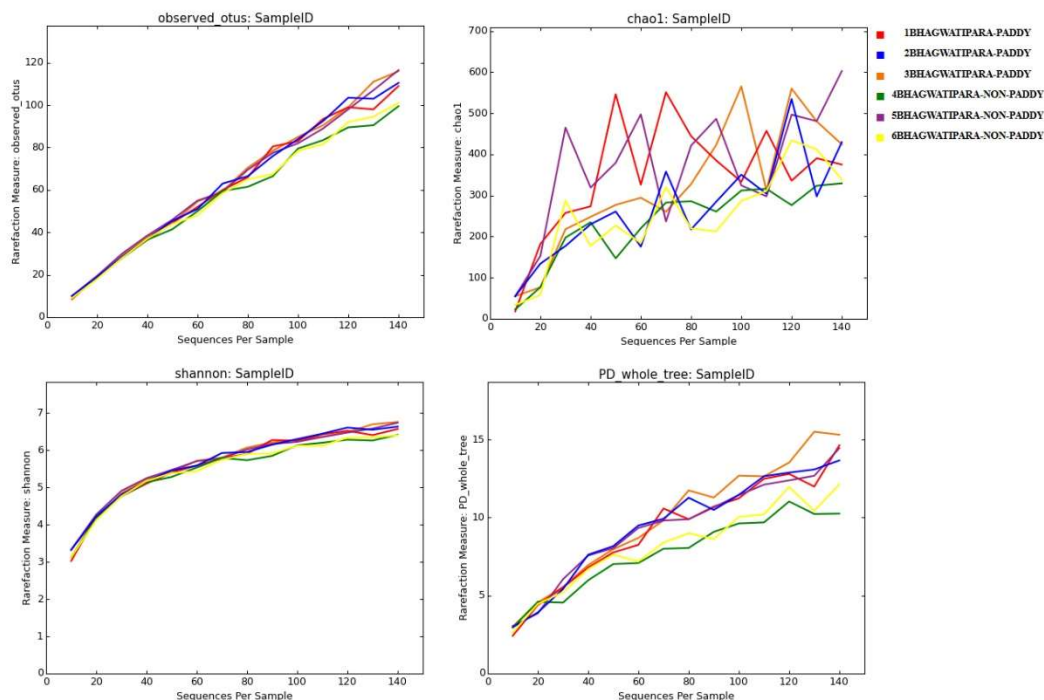 observed_otus: SampleID
Rarefaction Measure: observed_otus
120
100
80
60
40
20
0
0 20 40 60 80 100 120 140
Sequences Per Sample
chao1: SampleID
Rarefaction Measure: chao1
700
600
500
400
300
200
100
0
0 20 40 60 80 100 120 140
Sequences Per Sample
1BHAGWATIPARA-PADDY
2BHAGWATIPARA-PADDY
3BHAGWATIPARA-PADDY
4BHAGWATIPARA-NON-PADDY
5BHAGWATIPARA-NON-PADDY
6BHAGWATIPARA-NON-PADDY
shannon: SampleID
Rarefaction Measure: shannon
7
6
5
4
3
2
1
0
0 20 40 60 80 100 120 140
Sequences Per Sample
PD_whole_tree: SampleID
Rarefaction Measure: PD_whole_tree
15
10
5
0
0 20 40 60 80 100 120 140
Sequences Per Sample